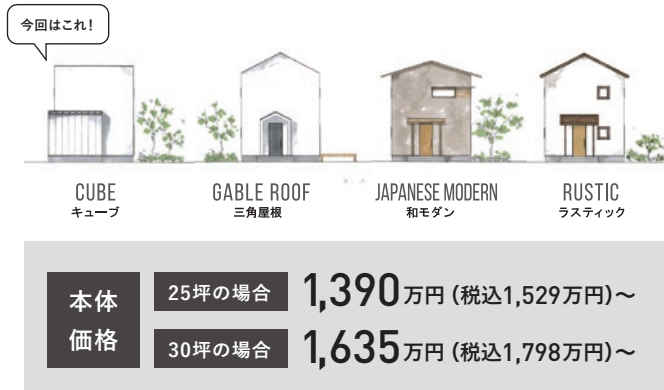 今回はこれ!
CUBE
キューブ
GABLE ROOF
三角屋根
JAPANESE MODERN
和モダン
RUSTIC
ラスティック
本体
価格
25坪の場合 1,390万円(税込1,529万円)〜
30坪の場合 1,635万円(税込1,798万円)〜